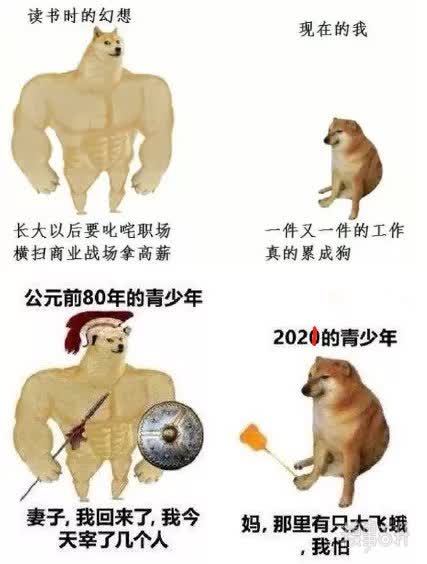 读书时的幻想
现在的我
长大以后要叱咤职场
横扫商业战场拿高薪
一件又一件的工作
真的累成狗
公元前80年的青少年
2020的青少年
妻子,我回来了,我今
天宰了几个人
妈,那里有只大飞蛾
,我怕